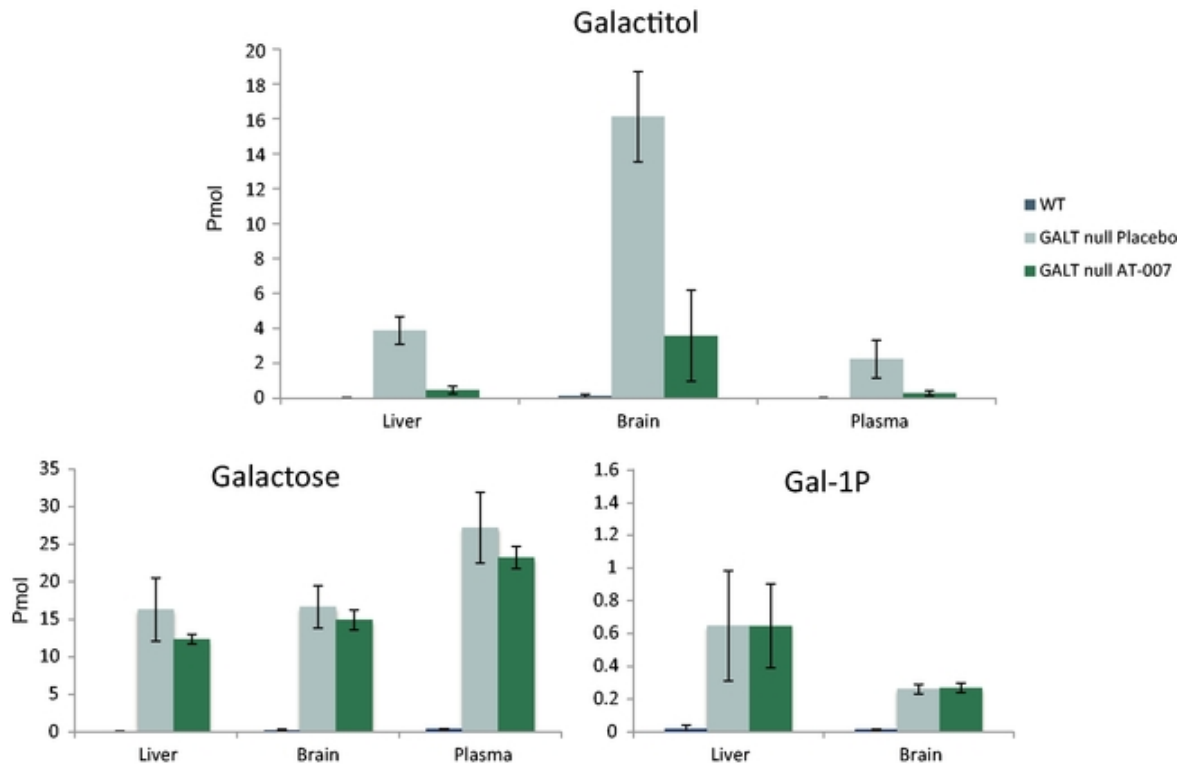 Galactitol
20
18
16
14
12
10
8
6
4
2
0
Pmol
Liver Brain Plasma
WT
GALT null Placebo
GALT null AT-007
Galactose
35
30
25
20
15
10
5
0
Pmol
Liver Brain Plasma
Gal-1P
1.6
1.4
1.2
1
0.8
0.6
0.4
0.2
0
Liver Brain